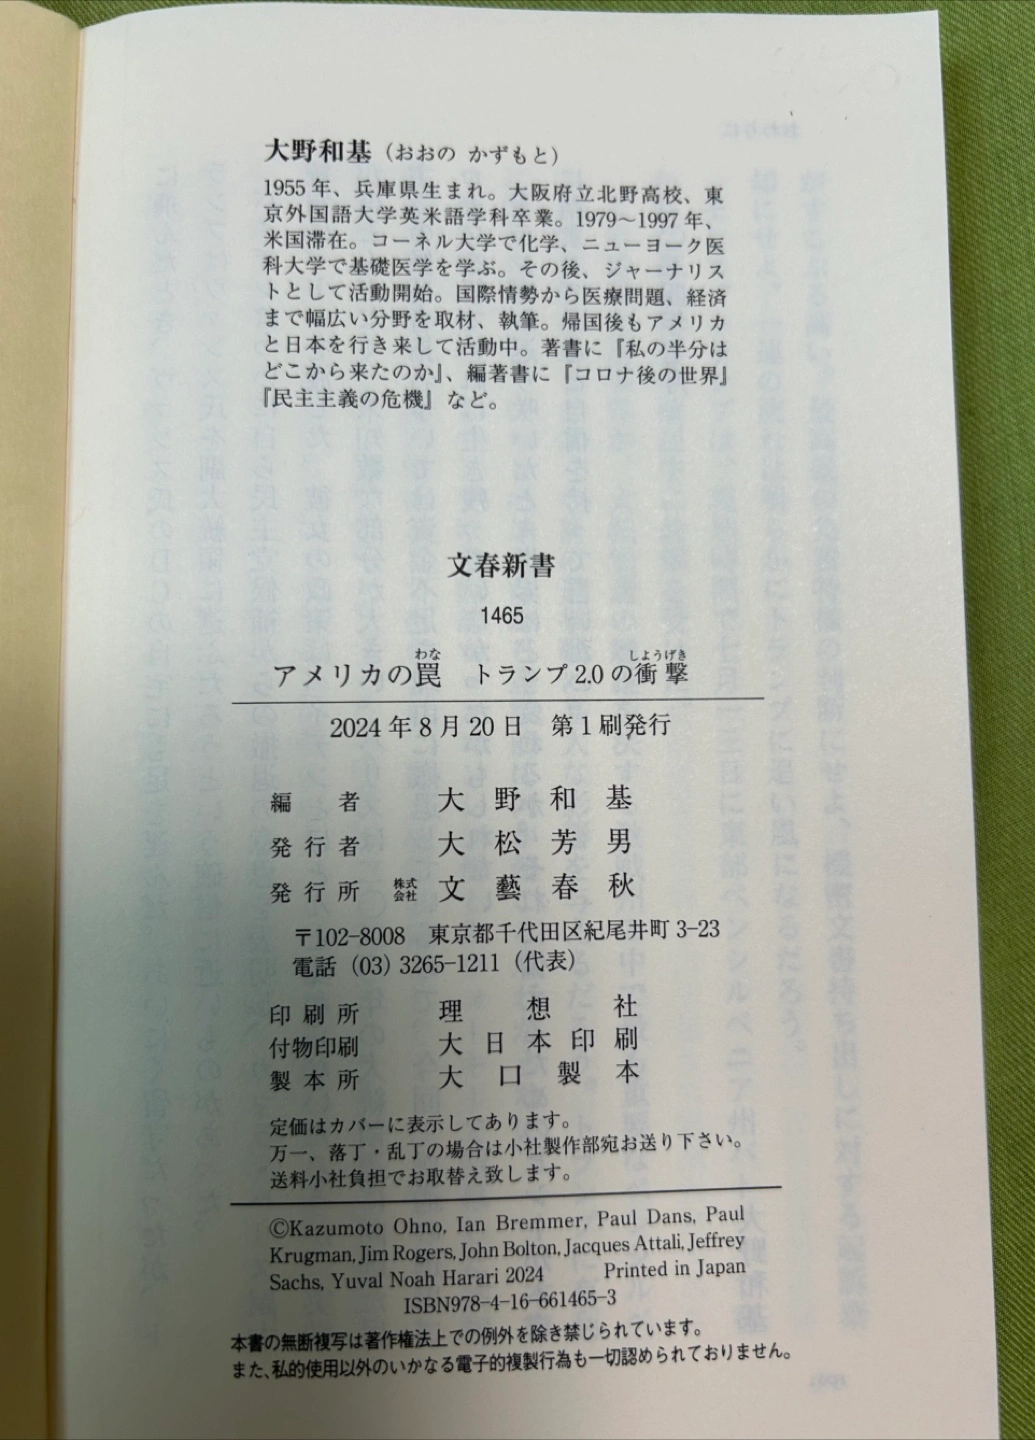 大野和基（おおの かずもと）
1955年、兵庫県生まれ。大阪府立北野高校、東
京外国語大学英米語学科卒業。1979〜1997年、
米国滞在。コーネル大学で化学、ニューヨーク医
科大学で基礎医学を学ぶ。その後、ジャーナリス
トとして活動開始。国際情勢から医療問題、経済
まで幅広い分野を取材、執筆。帰国後もアメリカ
と日本を行き来して活動中。著書に『私の半分は
どこから来たのか』、編著書に『コロナ後の世界』
『民主主義の危機』など。
文春新書
1465
わな しようげき
アメリカの罠 トランプ2.0の衝撃
2024年8月20日 第1刷発行
編者 大野和基
発行者 大松芳男
発行所 株式会社 文藝春秋
〒102-8008 東京都千代田区紀尾井町3-23
電話（03）3265-1211（代表）
印刷所 理想社
付物印刷 大日本印刷
製本所 大口製本
定価はカバーに表示してあります。
万一、落丁・乱丁の場合は小社製作部宛お送り下さい。
送料小社負担でお取替え致します。
©Kazumoto Ohno, Ian Bremmer, Paul Dans, Paul
Krugman, Jim Rogers, John Bolton, Jacques Attali, Jeffrey
Sachs, Yuval Noah Harari 2024 Printed in Japan
ISBN978-4-16-661465-3
本書の無断複写は著作権法上での例外を除き禁じられています。
また、私的使用以外のいかなる電子的複製行為も一切認められておりません。